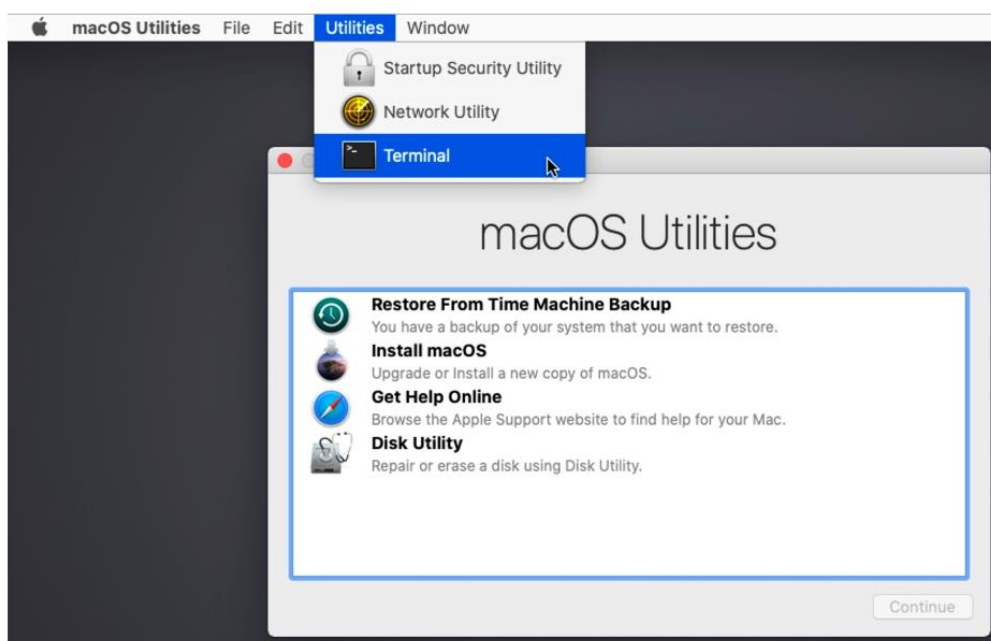 macOS Utilities File Edit Utilities Window
Startup Security Utility
Network Utility
>_ Terminal
macOS Utilities
Restore From Time Machine Backup
You have a backup of your system that you want to restore.
Install macOS
Upgrade or Install a new copy of macOS.
Get Help Online
Browse the Apple Support website to find help for your Mac.
Disk Utility
Repair or erase a disk using Disk Utility.
Continue